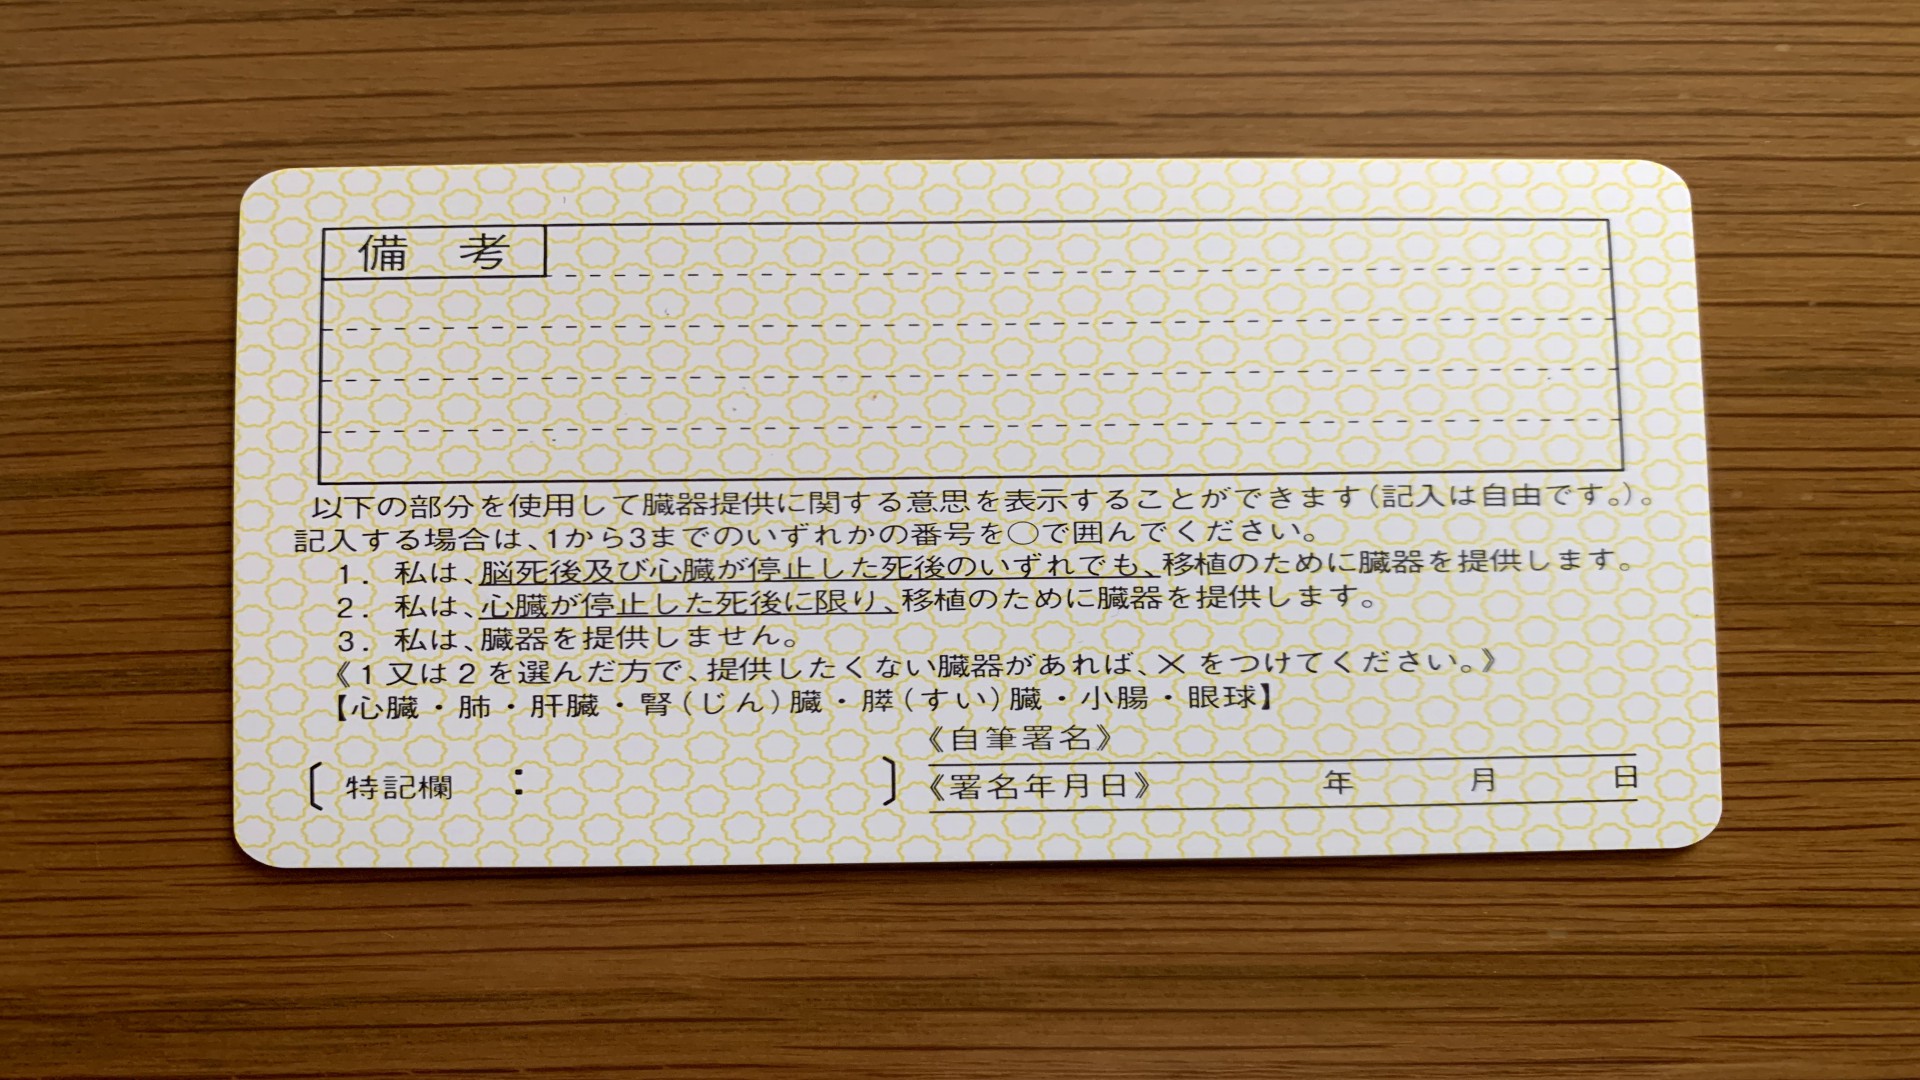 備 考
以下の部分を使用して臓器提供に関する意思を表示することができます(記入は自由です。)。
記入する場合は、1から3までのいずれかの番号を○で囲んでください。
1. 私は、脳死後及び心臓が停止した死後のいずれでも、移植のために臓器を提供します。
2. 私は、心臓が停止した死後に限り、移植のために臓器を提供します。
3. 私は、臓器を提供しません。
《1又は2を選んだ方で、提供したくない臓器があれば、×をつけてください。》
【心臓・肺・肝臓・腎(じん)臓・膵(すい)臓・小腸・眼球】
《自筆署名》
〔 特記欄 : 〕
《署名年月日》 年 月 日